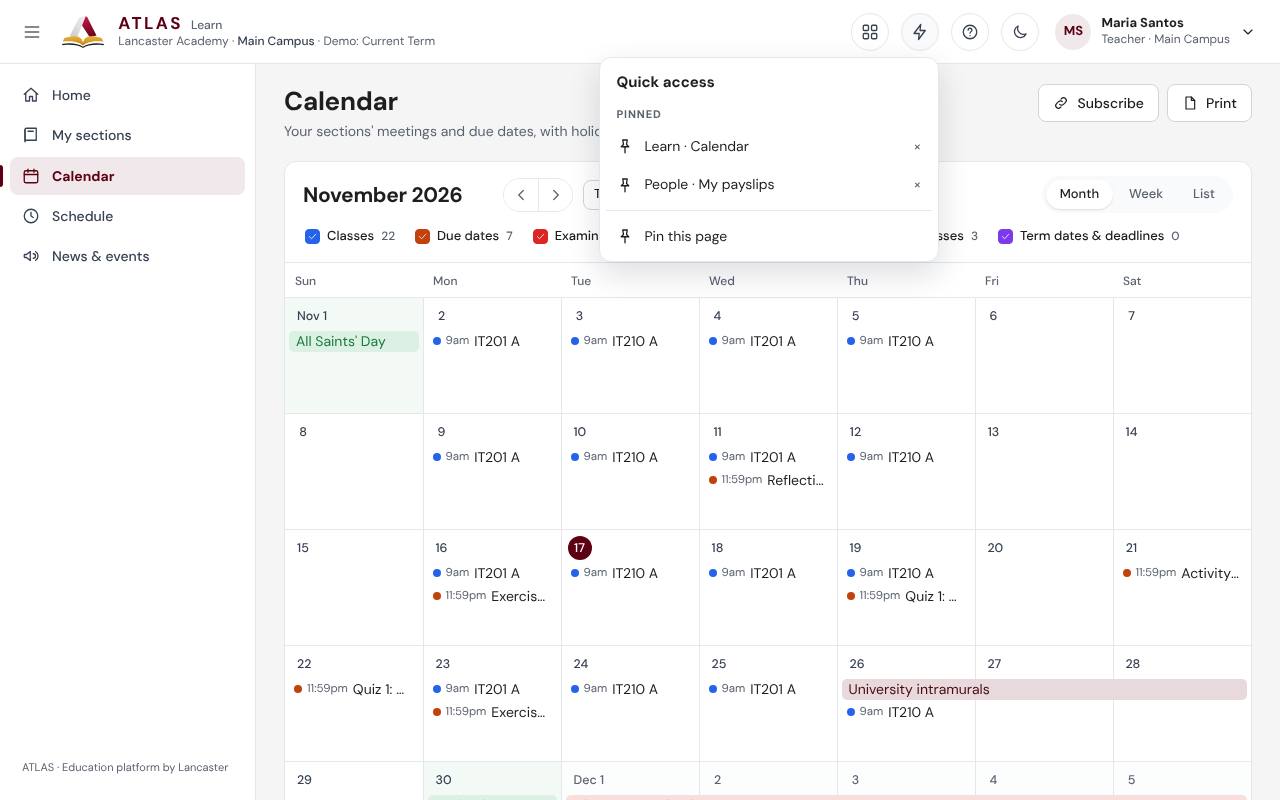 ATLAS Learn
Lancaster Academy · Main Campus · Demo: Current Term
MS
Maria Santos
Teacher · Main Campus
Home
My sections
Calendar
Schedule
News & events
ATLAS · Education platform by Lancaster
Calendar
Your sections' meetings and due dates, with
Subscribe
Print
Quick access
PINNED
Learn · Calendar ×
People · My payslips ×
Pin this page
November 2026
Month Week List
Classes 22 Due dates 7 3 Term dates & deadlines 0
Sun Mon Tue Wed Thu Fri Sat
Nov 1 2 3 4 5 6 7
All Saints' Day 9am IT201 A 9am IT210 A 9am IT201 A 9am IT210 A
8 9 10 11 12 13 14
9am IT201 A 9am IT210 A 9am IT201 A 9am IT210 A
11:59pm Reflecti…
15 16 17 18 19 20 21
9am IT201 A 9am IT210 A 9am IT201 A 9am IT210 A 11:59pm Activity…
11:59pm Exercis… 11:59pm Quiz 1: …
22 23 24 25 26 27 28
11:59pm Quiz 1: … 9am IT201 A 9am IT210 A 9am IT201 A University intramurals
11:59pm Exercis… 9am IT210 A
29 30 Dec 1 2 3 4 5